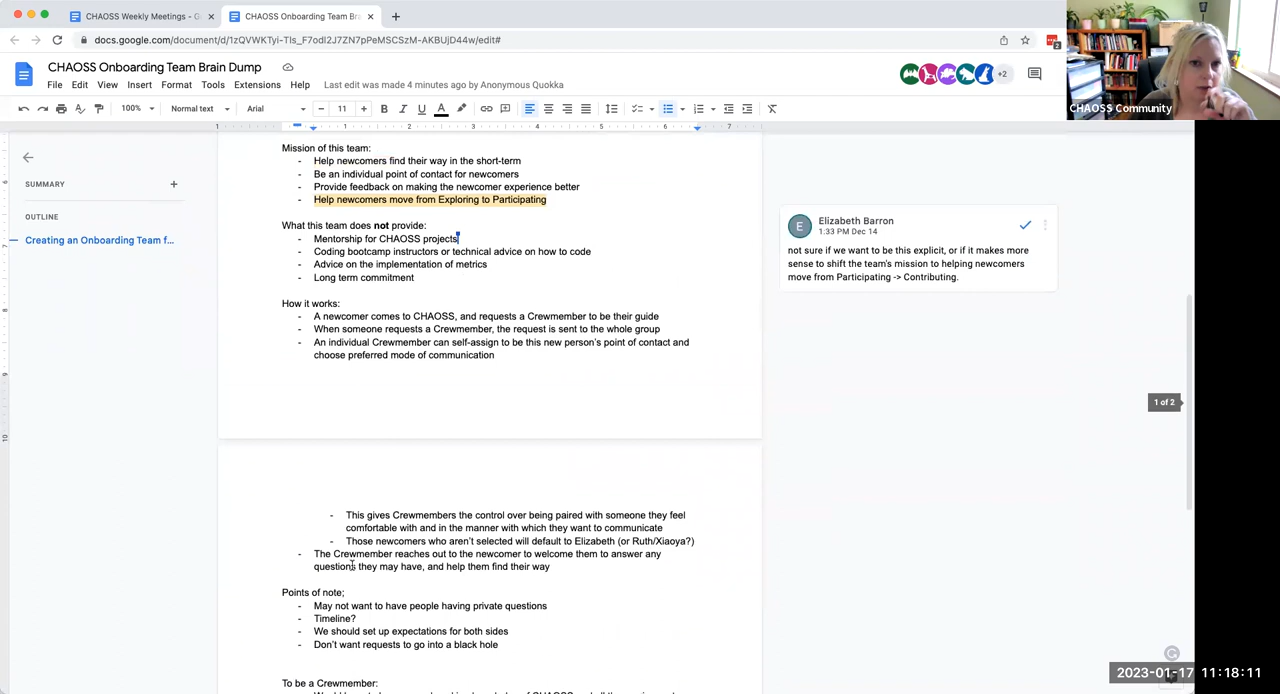 CHAOSS Weekly Meetings - G
CHAOSS Onboarding Team Bra
docs.google.com/document/d/
CHAOSS Onboarding Team Brain Dump
File Edit View Insert Format Tools Extensions Help
Last edit was made 4 minutes ago by Anonymous Quokka
+2
100% Normal text Arial 11
CHAOSS Community
1 1 2 3 4 5 6 7
SUMMARY
OUTLINE
Creating an Onboarding Team f...
Mission of this team:
- Help newcomers find their way in the short-term
- Be an individual point of contact for newcomers
- Provide feedback on making the newcomer experience better
- Help newcomers move from Exploring to Participating
What this team does not provide:
- Mentorship for CHAOSS projects
- Coding bootcamp instructors or technical advice on how to code
- Advice on the implementation of metrics
- Long term commitment
How it works:
- A newcomer comes to CHAOSS, and requests a Crewmember to be their guide
- When someone requests a Crewmember, the request is sent to the whole group
- An individual Crewmember can self-assign to be this new person's point of contact and
choose preferred mode of communication
- This gives Crewmembers the control over being paired with someone they feel
comfortable with and in the manner with which they want to communicate
- Those newcomers who aren't selected will default to Elizabeth (or Ruth/Xiaoya?)
- The Crewmember reaches out to the newcomer to welcome them to answer any
questions they may have, and help them find their way
Points of note;
- May not want to have people having private questions
- Timeline?
- We should set up expectations for both sides
- Don't want requests to go into a black hole
To be a Crewmember:
E
Elizabeth Barron
1:33 PM Dec 14
not sure if we want to be this explicit, or if it makes more
sense to shift the team's mission to helping newcomers
move from Participating -> Contributing.
1 of 2
2023-01-17 11:18:11